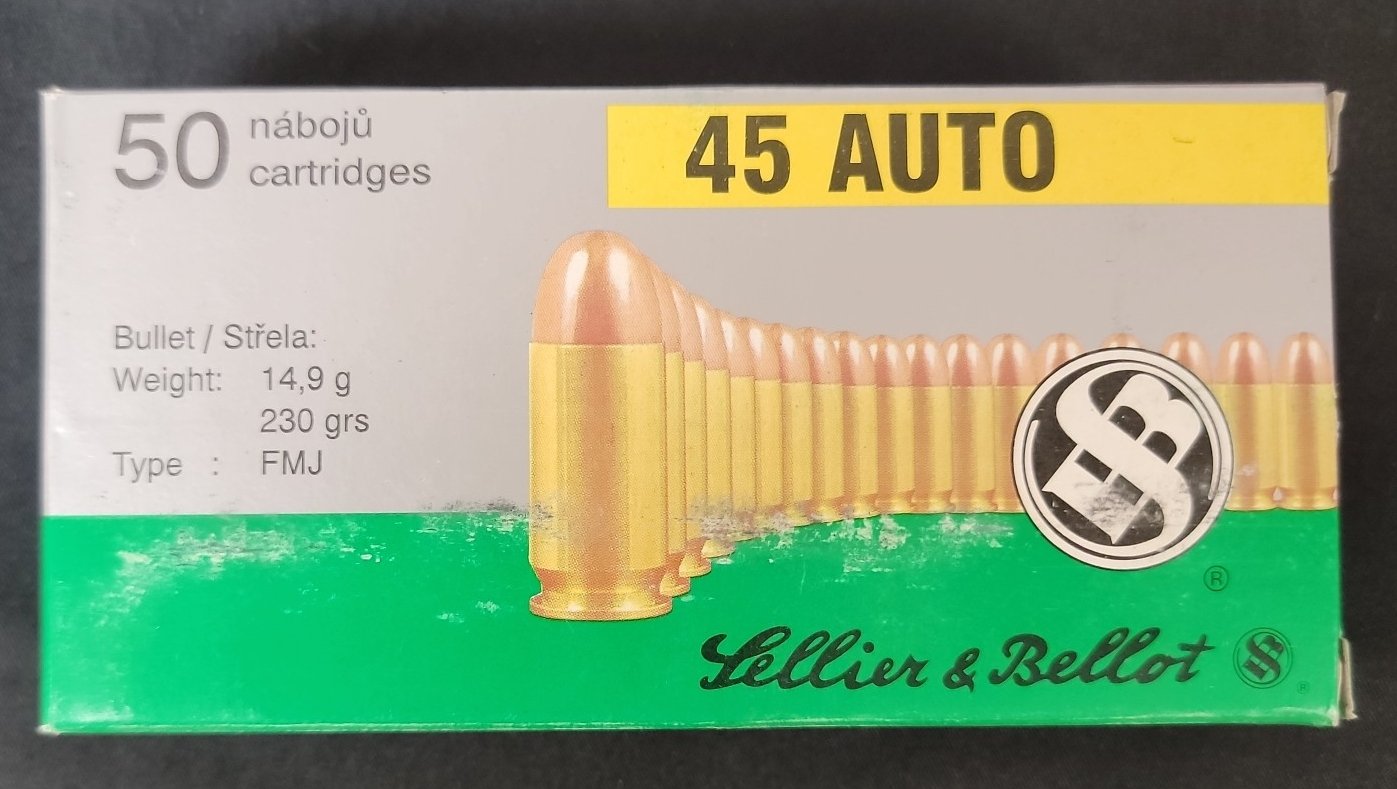 50 nábojů
cartridges
45 AUTO
Bullet / Střela:
Weight: 14,9 g
230 grs
Type : FMJ
SB
®
Sellier & Bellot SB ®